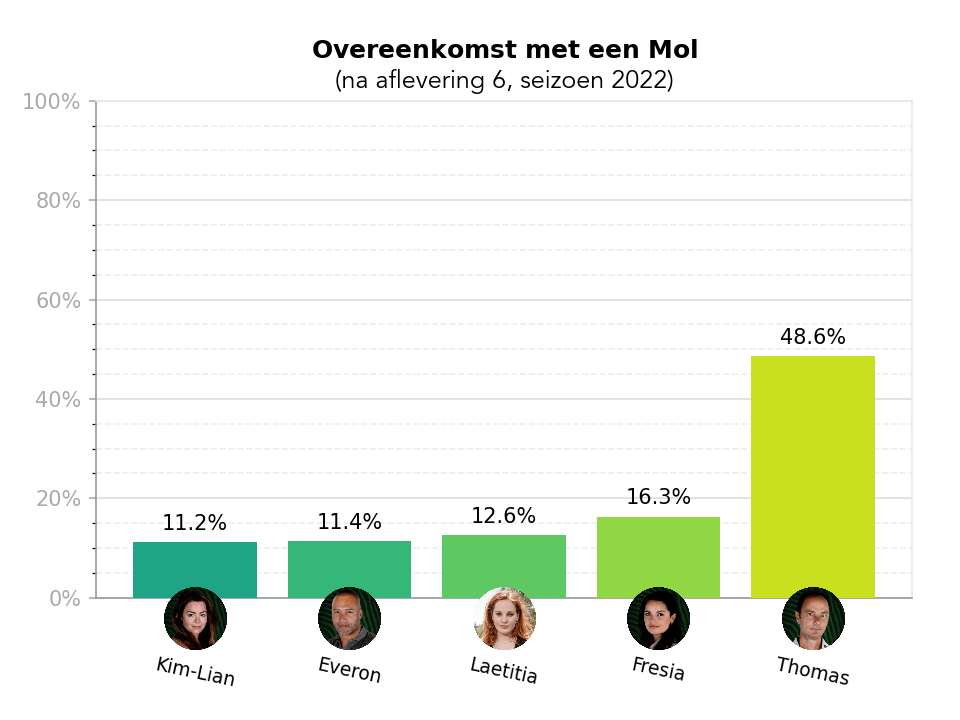 Overeenkomst met een Mol
(na aflevering 6, seizoen 2022)
100%
80%
60%
40%
20%
0%
11.2%
11.4%
12.6%
16.3%
48.6%
Kim-Lian
Everon
Laetitia
Fresia
Thomas